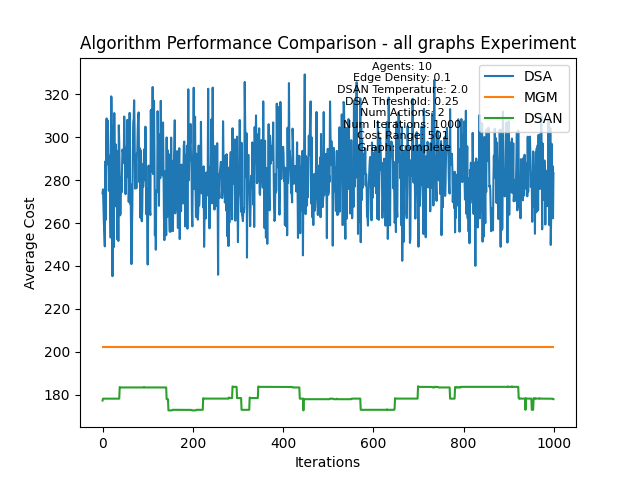 Algorithm Performance Comparison - all graphs Experiment
Agents: 10
Edge Density: 0.1
DSAN Temperature: 2.0
DSA Threshold: 0.25
Num Actions: 2
Num Iterations: 1000
Cost Range: 501
Graph: complete
DSA
MGM
DSAN
Average Cost
320
300
280
260
240
220
200
180
0
200
400
600
800
1000
Iterations